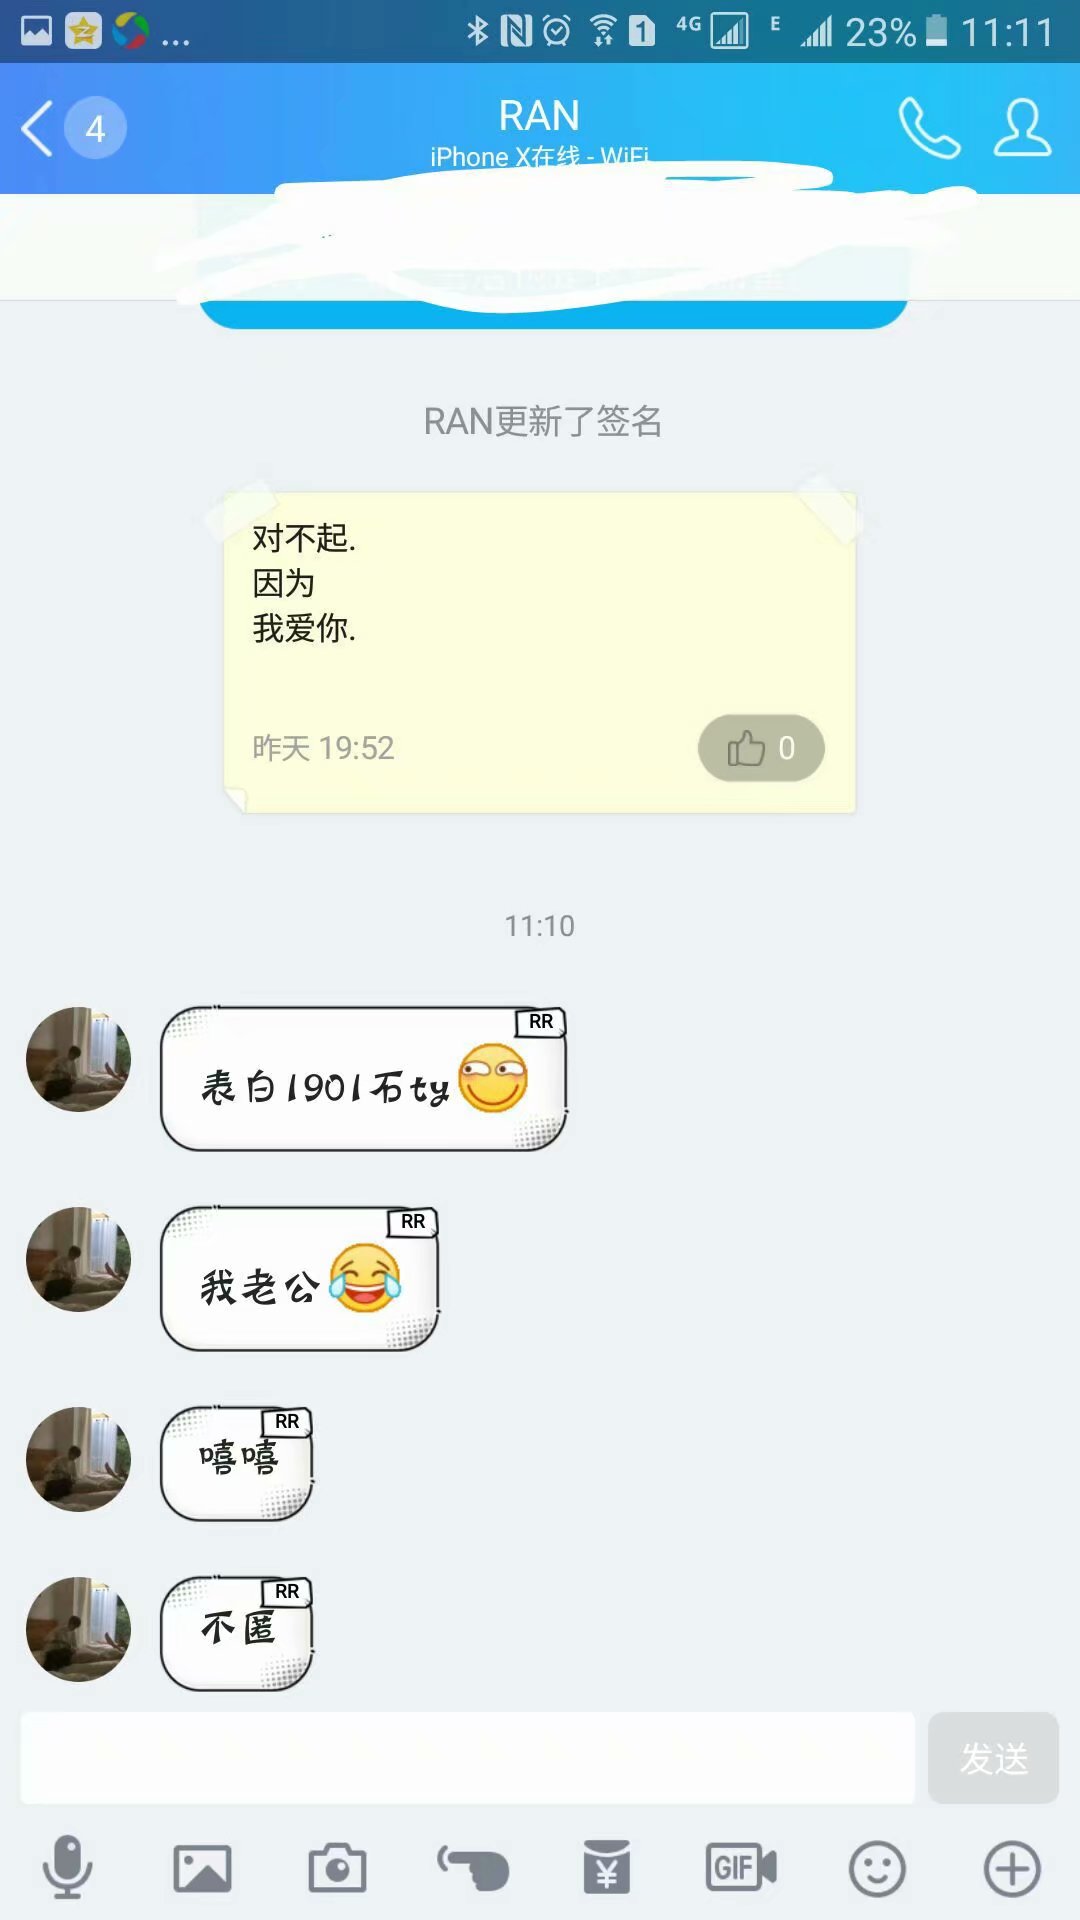 4G
E
23%
11:11
4
RAN
iPhone X在线 - WiFi
RAN更新了签名
对不起.
因为
我爱你.
昨天 19:52
0
11:10
RR
表白1901石ty
RR
我老公
RR
嘻嘻
RR
不匿
发送
GIF